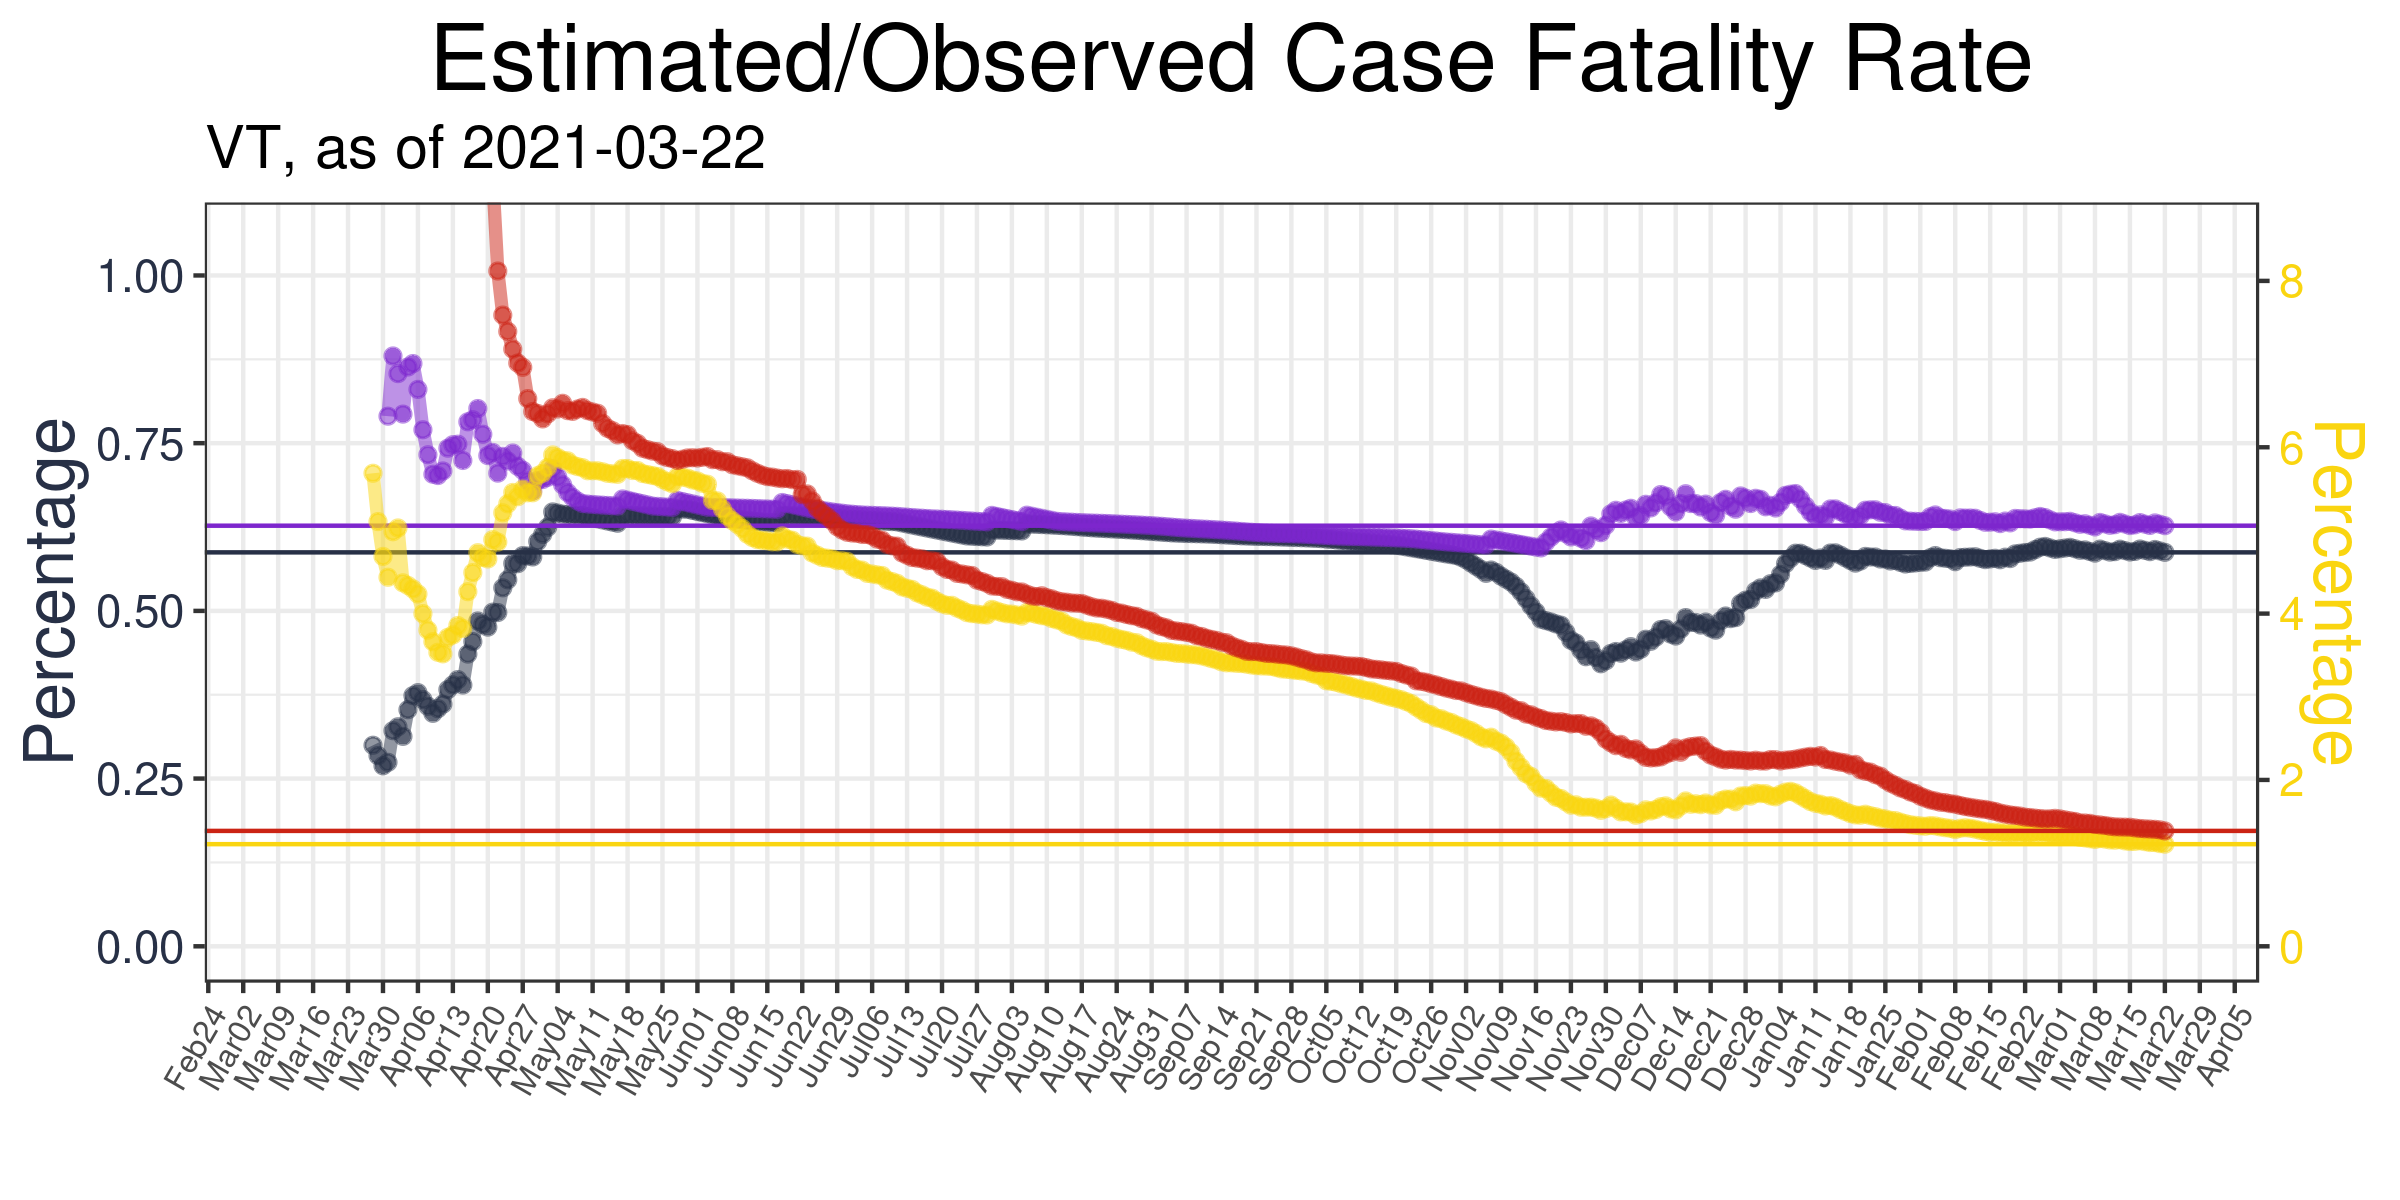 Estimated/Observed Case Fatality Rate
VT, as of 2021-03-22
Percentage
1.00
0.75
0.50
0.25
0.00
8
6
4
2
0
Percentage
Feb24
Mar02
Mar09
Mar16
Mar23
Mar30
Apr06
Apr13
Apr20
Apr27
May04
May11
May18
May25
Jun01
Jun08
Jun15
Jun22
Jun29
Jul06
Jul13
Jul20
Jul27
Aug03
Aug10
Aug17
Aug24
Aug31
Sep07
Sep14
Sep21
Sep28
Oct05
Oct12
Oct19
Oct26
Nov02
Nov09
Nov16
Nov23
Nov30
Dec07
Dec14
Dec21
Dec28
Jan04
Jan11
Jan18
Jan25
Feb01
Feb08
Feb15
Feb22
Mar01
Mar08
Mar15
Mar22
Mar29
Apr05